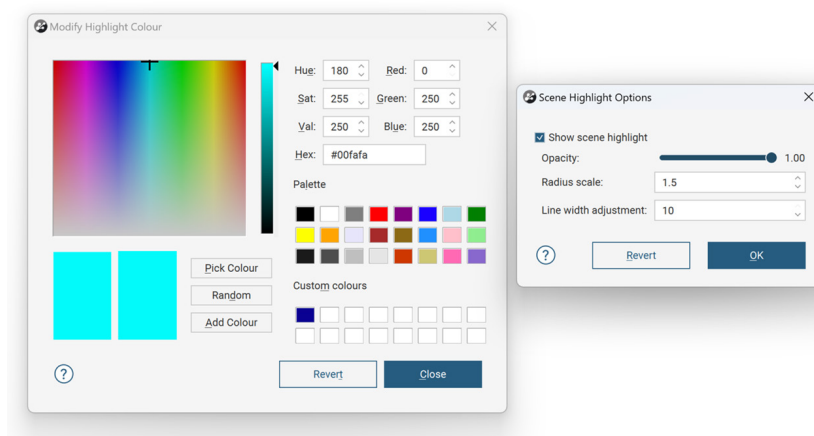 Modify Highlight Colour
Hue: 180 Red: 0
Sat: 255 Green: 250
Val: 250 Blue: 250
Hex: #00fafa
Palette
Pick Colour
Random
Add Colour
Custom colours
? Revert Close
Scene Highlight Options
Show scene highlight
Opacity: 1.00
Radius scale: 1.5
Line width adjustment: 10
? Revert OK